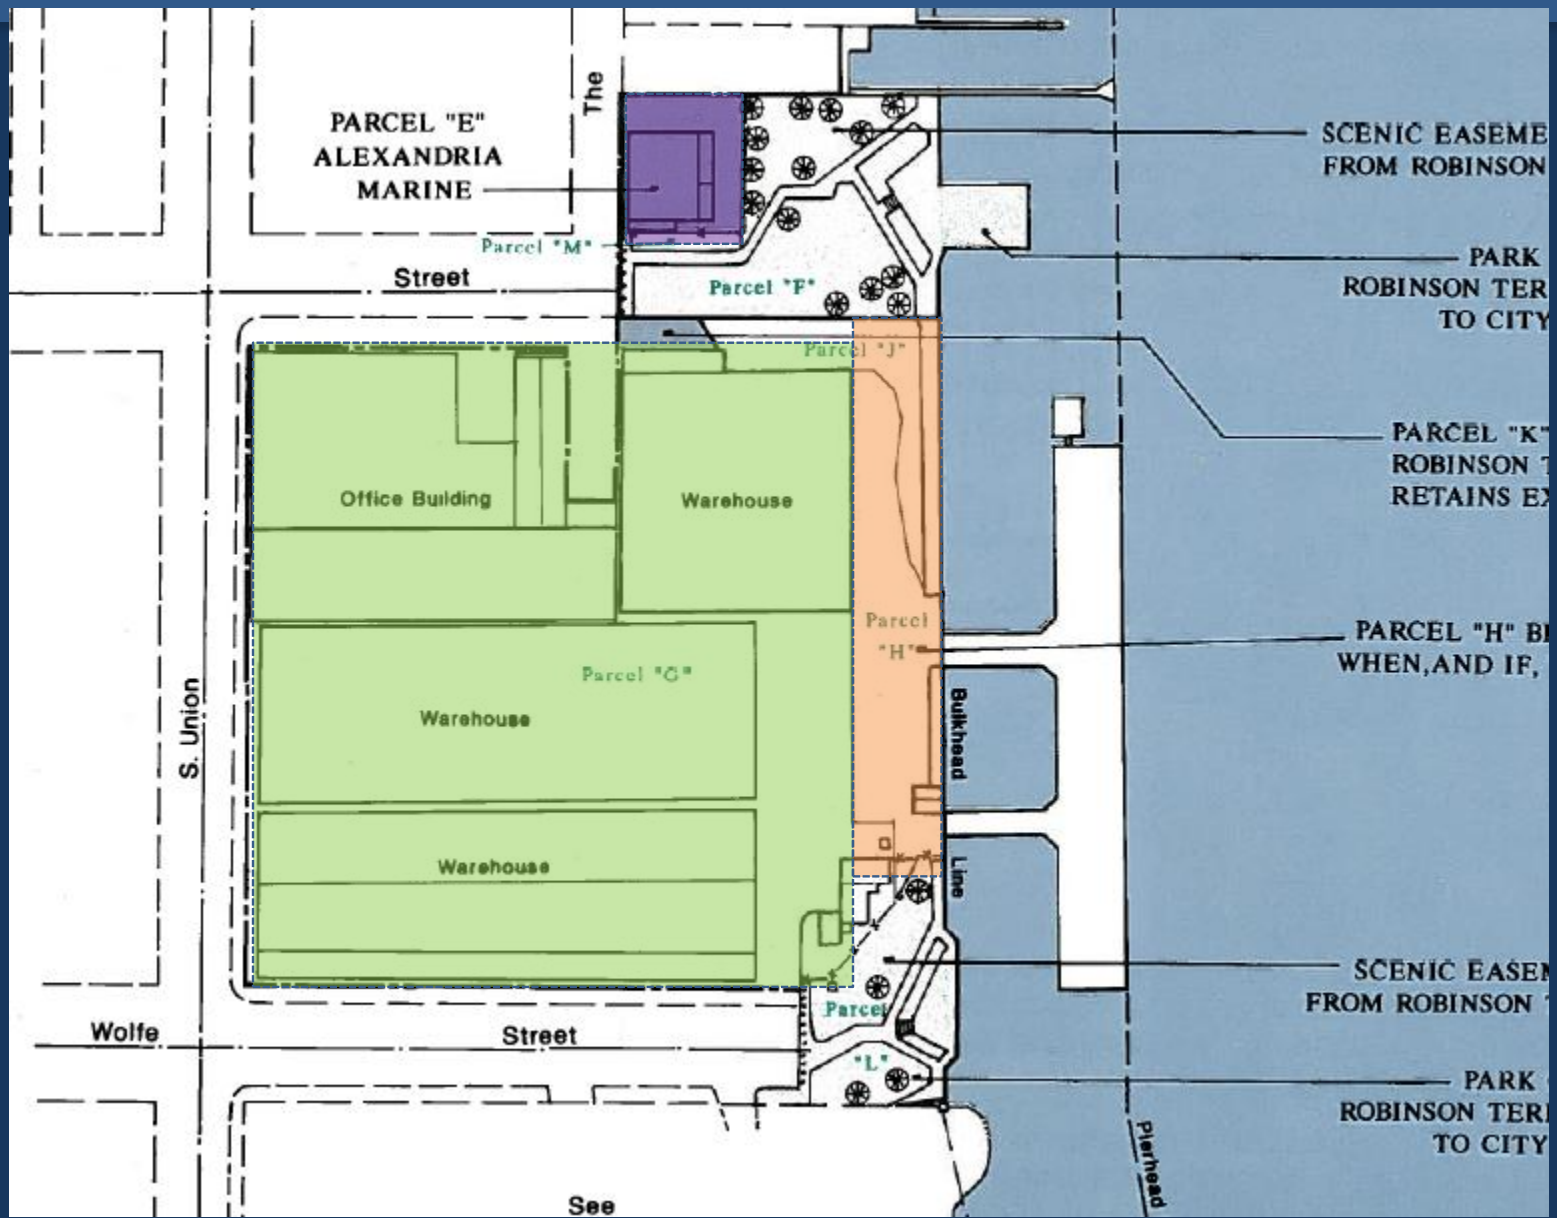 The
PARCEL "E"
ALEXANDRIA
MARINE
SCENIC EASEME
FROM ROBINSON
Parcel "M"
Street
Parcel "F"
PARK
ROBINSON TER
TO CITY
Parcel "J"
PARCEL "K"
ROBINSON T
RETAINS EX
Office Building
Warehouse
Parcel
"H"
PARCEL "H" B
WHEN,AND IF,
Parcel "G"
S. Union
Warehouse
Bulkhead
Line
Warehouse
SCENIC EASEM
FROM ROBINSON T
Parcel
"L"
Wolfe
Street
PARK
ROBINSON TER
TO CITY
Pierhead
See